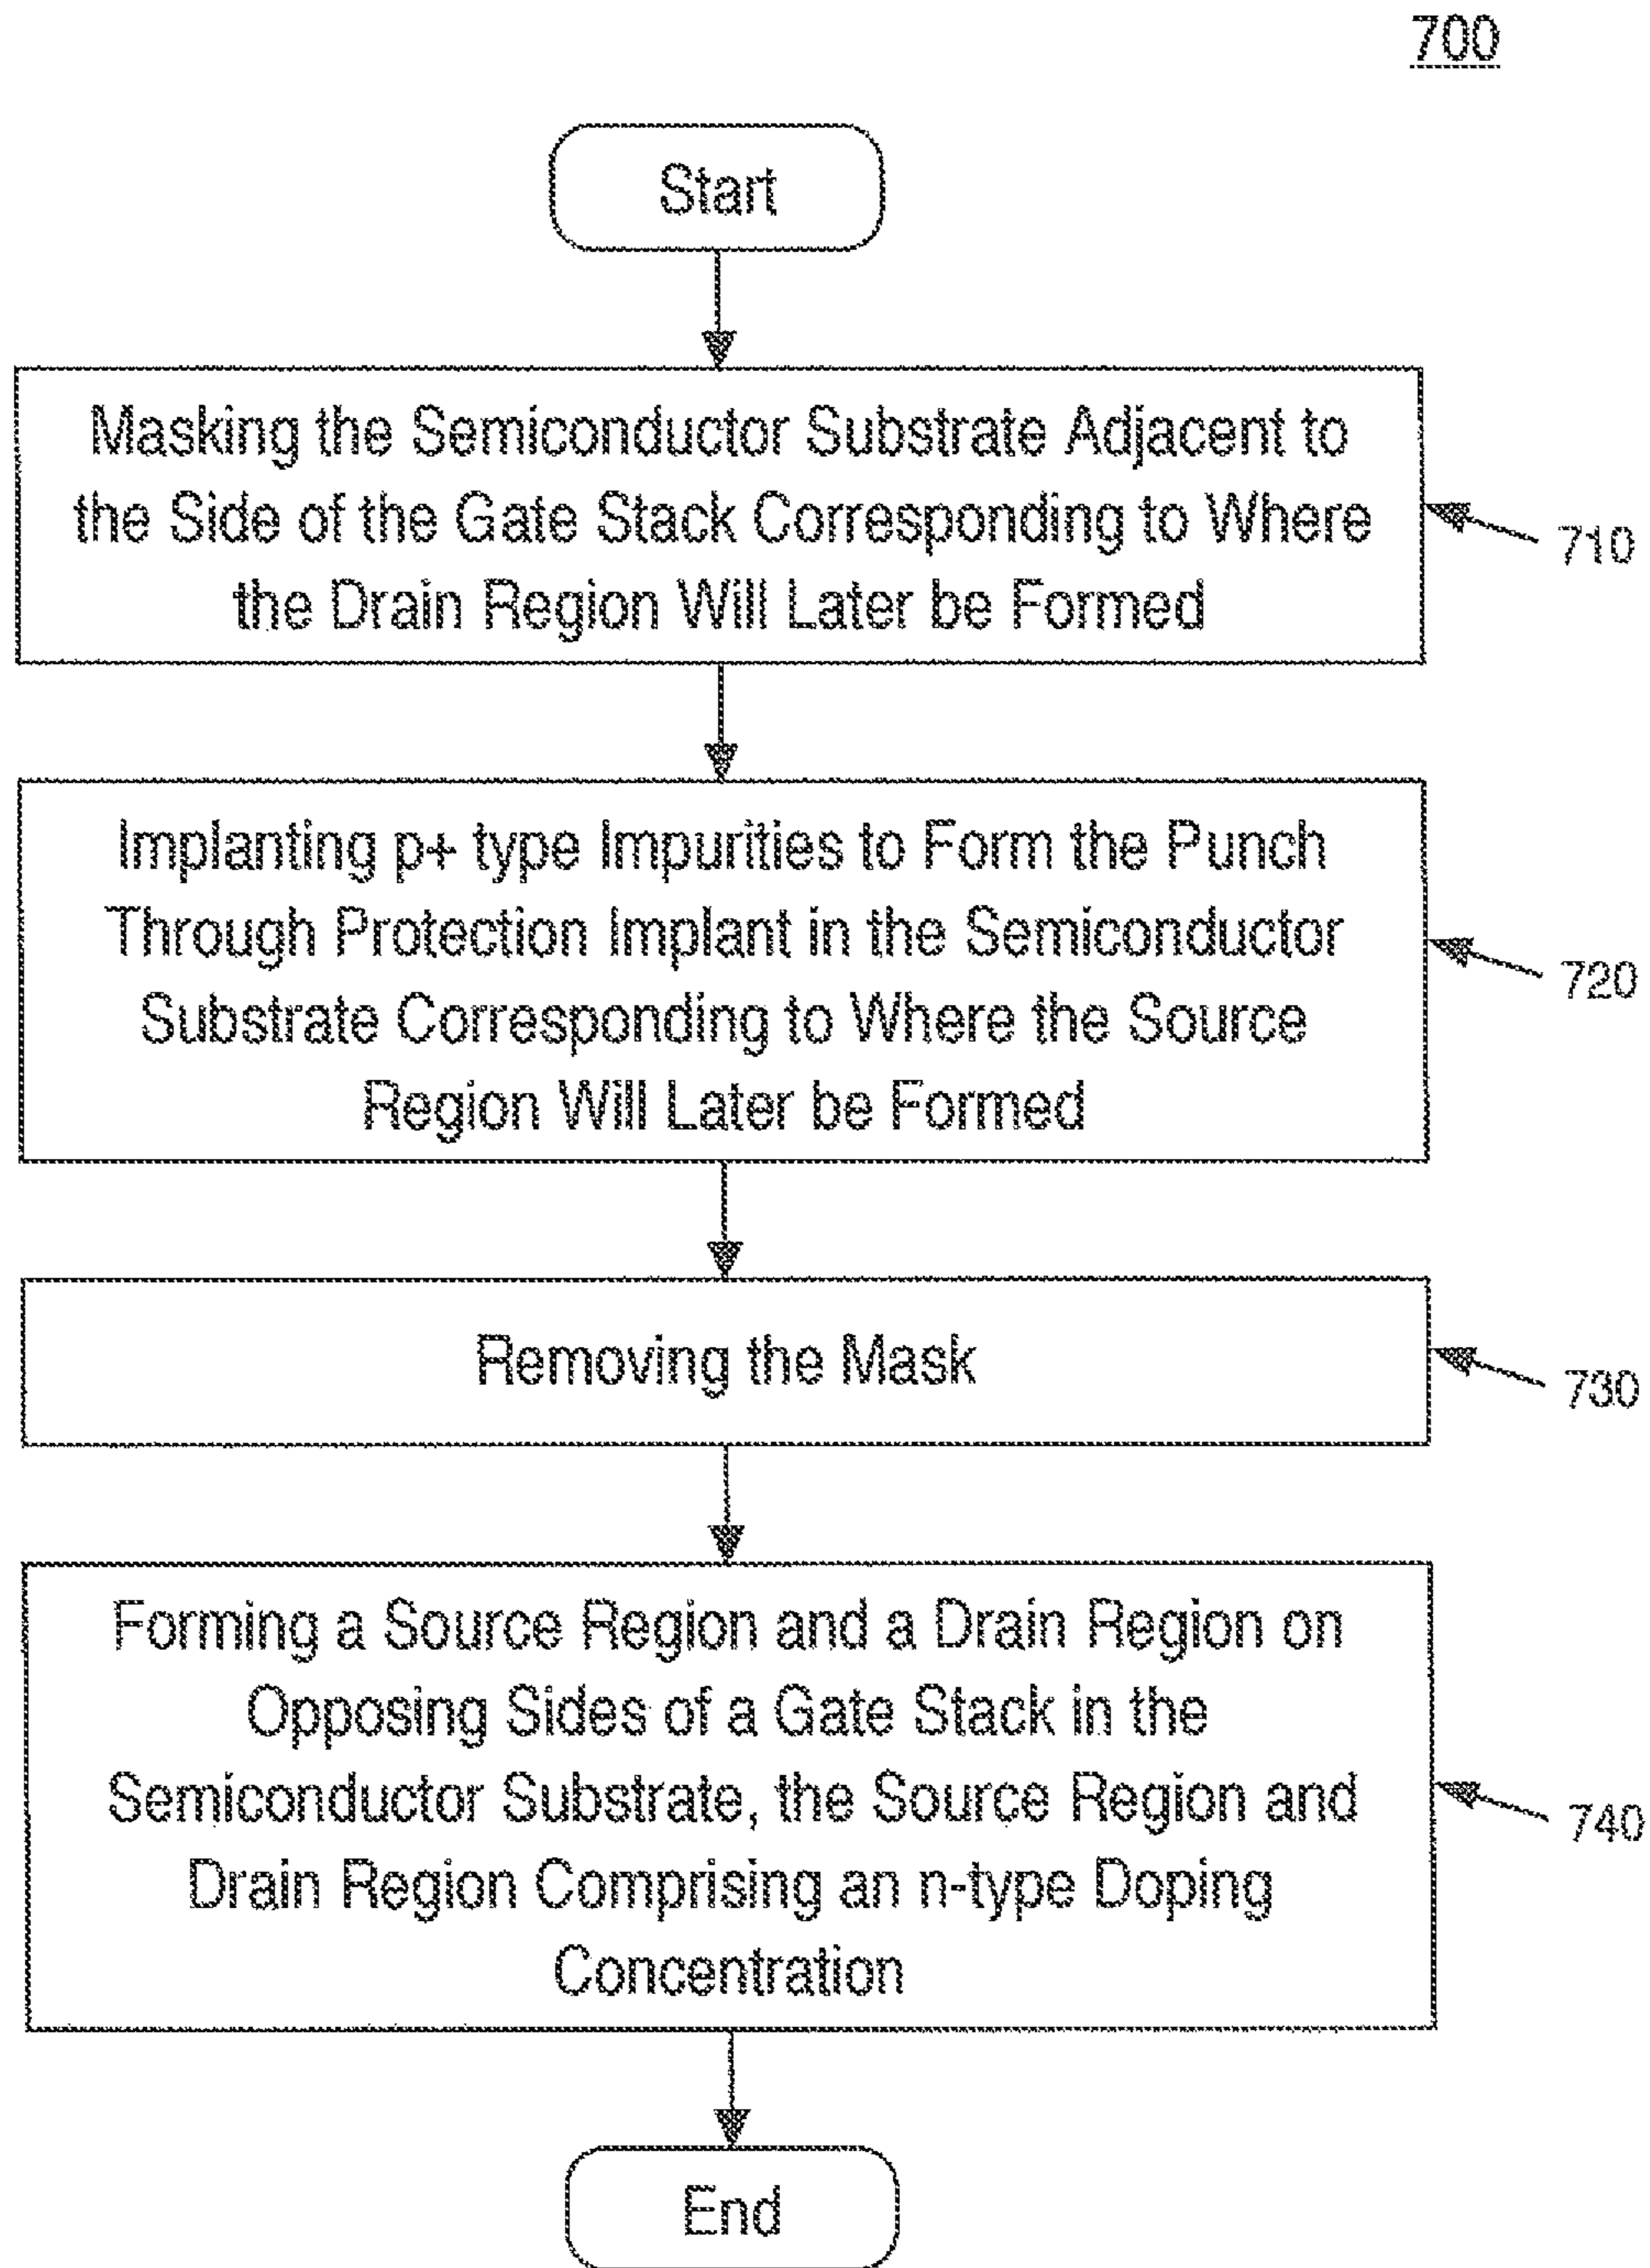 700
Start
Masking the Semiconductor Substrate Adjacent to
the Side of the Gate Stack Corresponding to Where
the Drain Region Will Later be Formed
710
Implanting p+ type Impurities to Form the Punch
Through Protection Implant in the Semiconductor
Substrate Corresponding to Where the Source
Region Will Later be Formed
720
Removing the Mask
730
Forming a Source Region and a Drain Region on
Opposing Sides of a Gate Stack in the
Semiconductor Substrate, the Source Region and
Drain Region Comprising an n-type Doping
Concentration
740
End